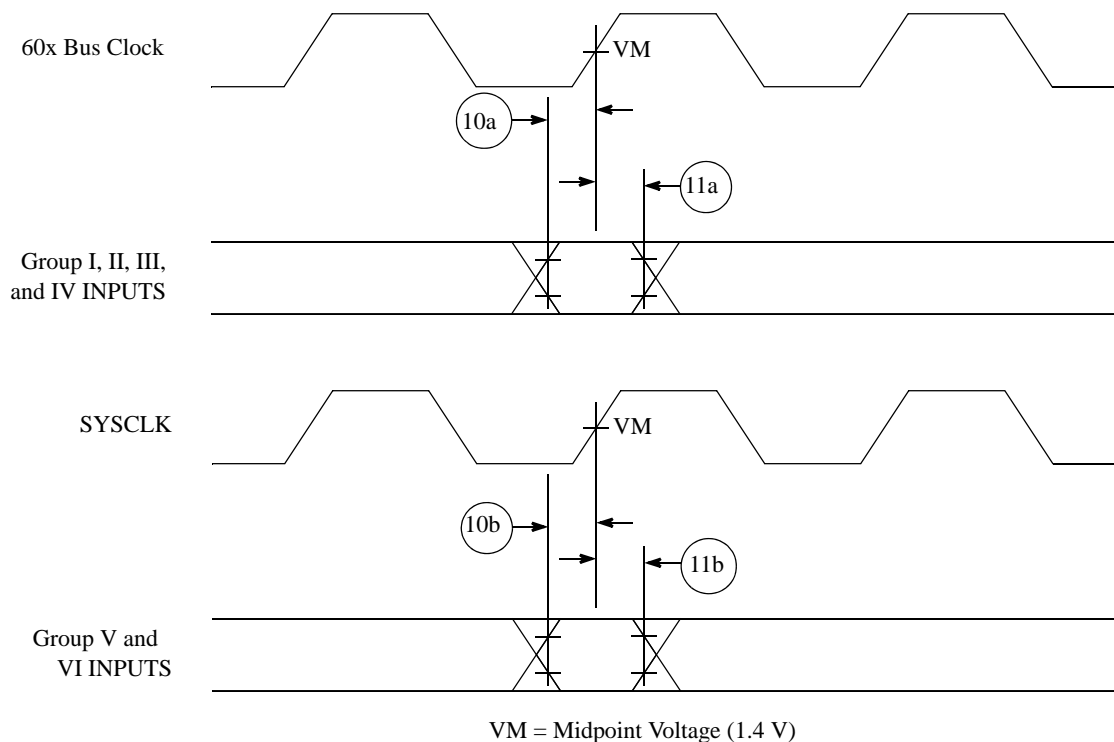 60x Bus Clock
VM
10a
11a
Group I, II, III,
and IV INPUTS
SYSCLK
VM
10b
11b
Group V and
VI INPUTS
VM = Midpoint Voltage (1.4 V)